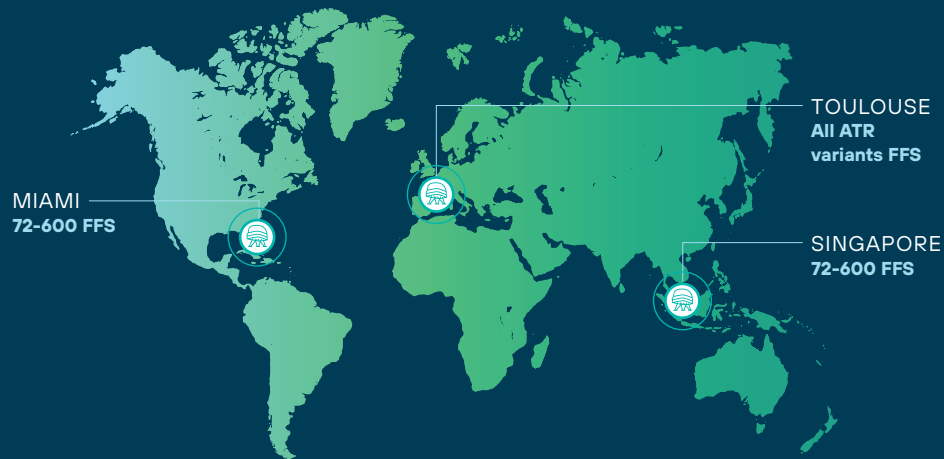 TOULOUSE
All ATR
variants FFS
MIAMI
72-600 FFS
SINGAPORE
72-600 FFS